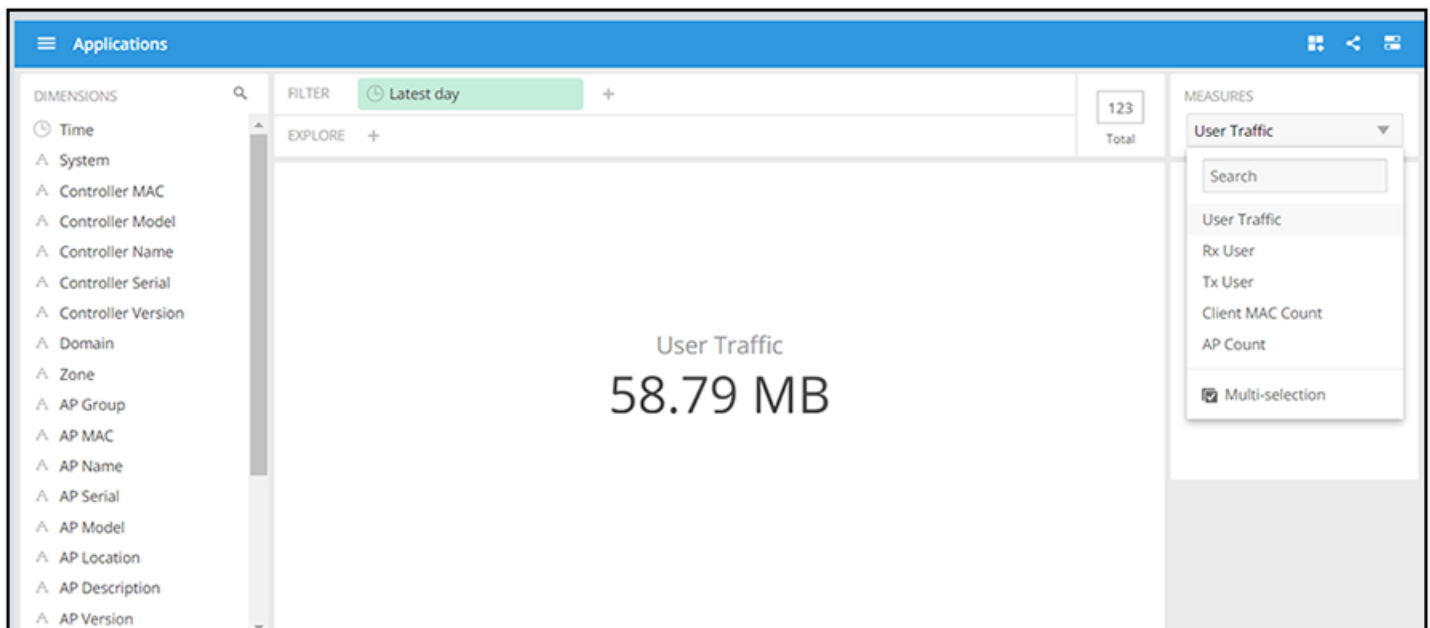 Applications
DIMENSIONS
Time
System
Controller MAC
Controller Model
Controller Name
Controller Serial
Controller Version
Domain
Zone
AP Group
AP MAC
AP Name
AP Serial
AP Model
AP Location
AP Description
AP Version
FILTER
Latest day
+
EXPLORE +
123
Total
User Traffic
58.79 MB
MEASURES
User Traffic
Search
User Traffic
Rx User
Tx User
Client MAC Count
AP Count
Multi-selection